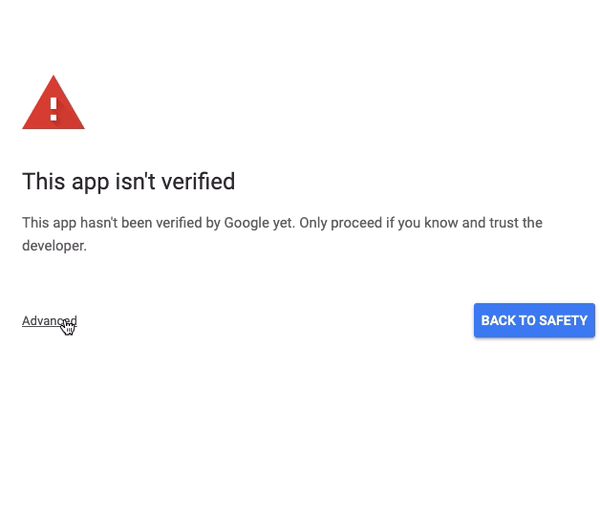 This app isn't verified
This app hasn't been verified by Google yet. Only proceed if you know and trust the
developer.
Advanced
BACK TO SAFETY